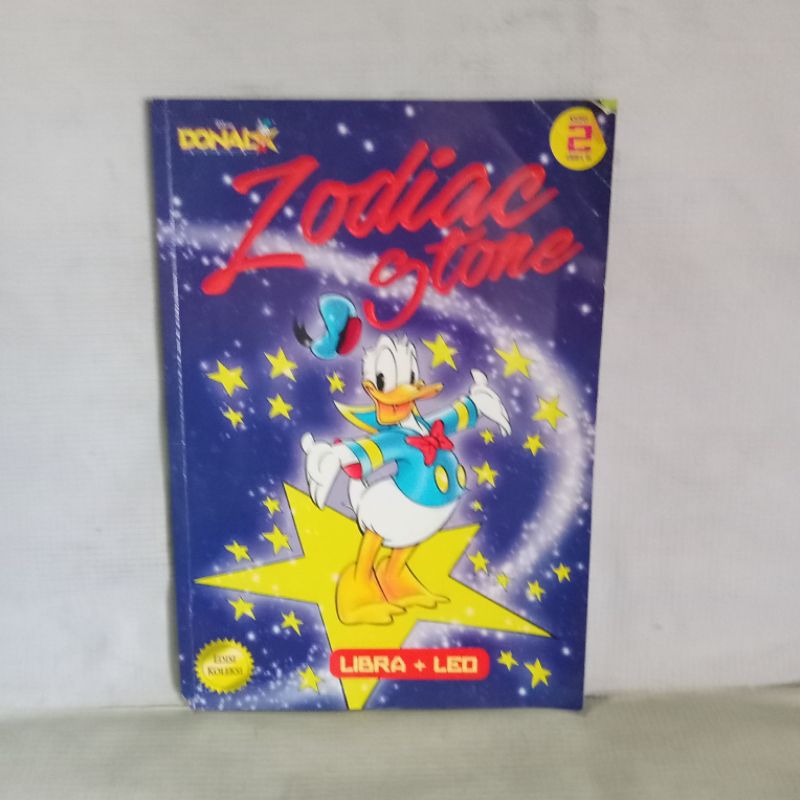 DONALD
2
Zodiac
stone
EDISI
KOLEKSI
LIBRA + LEO